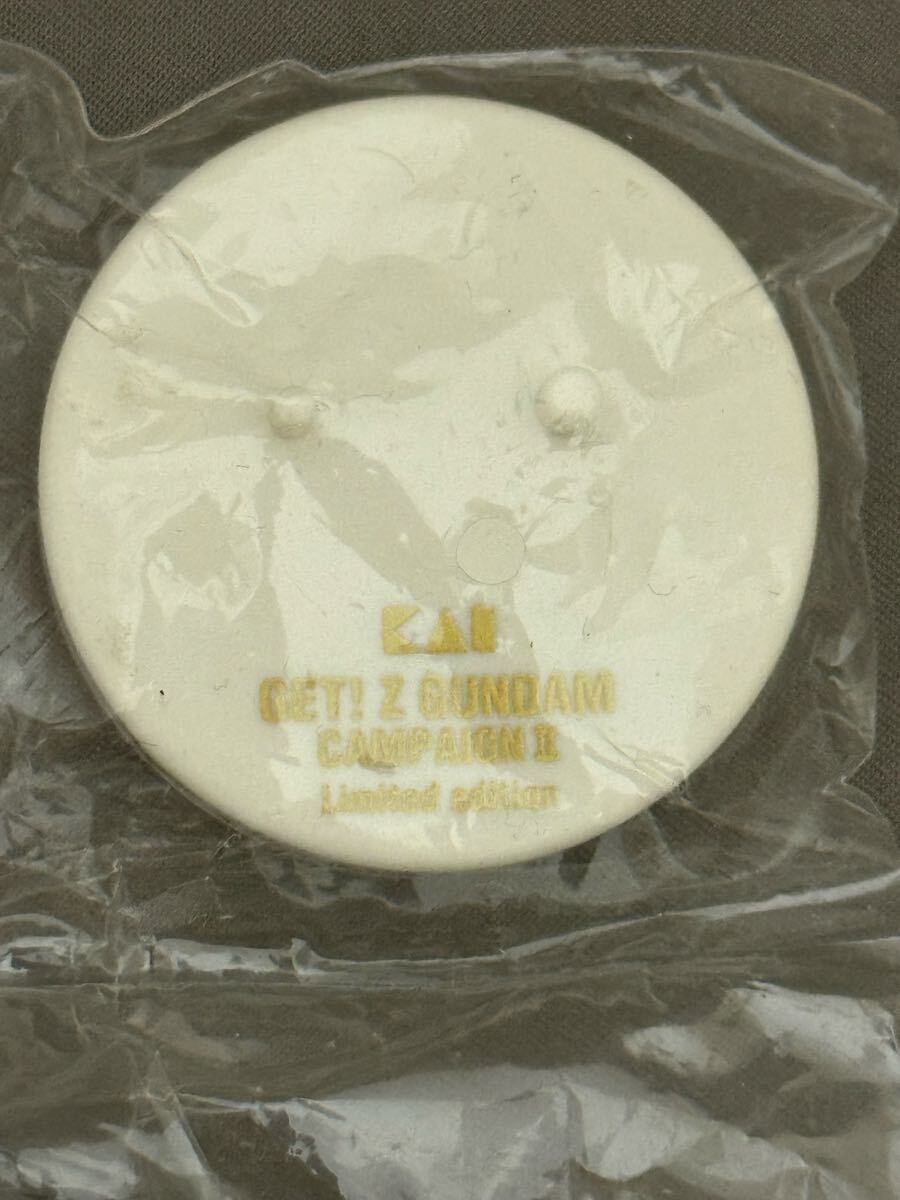 KAI
GET! Z GUNDAM
CAMPAIGN II
Limited edition